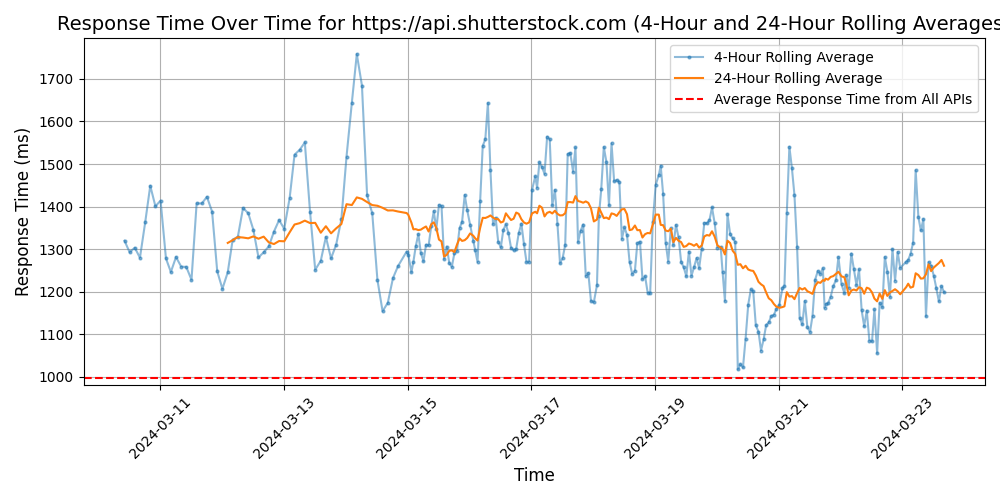 Response Time Over Time for https://api.shutterstock.com (4-Hour and 24-Hour Rolling Averages
4-Hour Rolling Average
24-Hour Rolling Average
Average Response Time from All APIs
Response Time (ms)
1700
1600
1500
1400
1300
1200
1100
1000
2024-03-11
2024-03-13
2024-03-15
2024-03-17
2024-03-19
2024-03-21
2024-03-23
Time